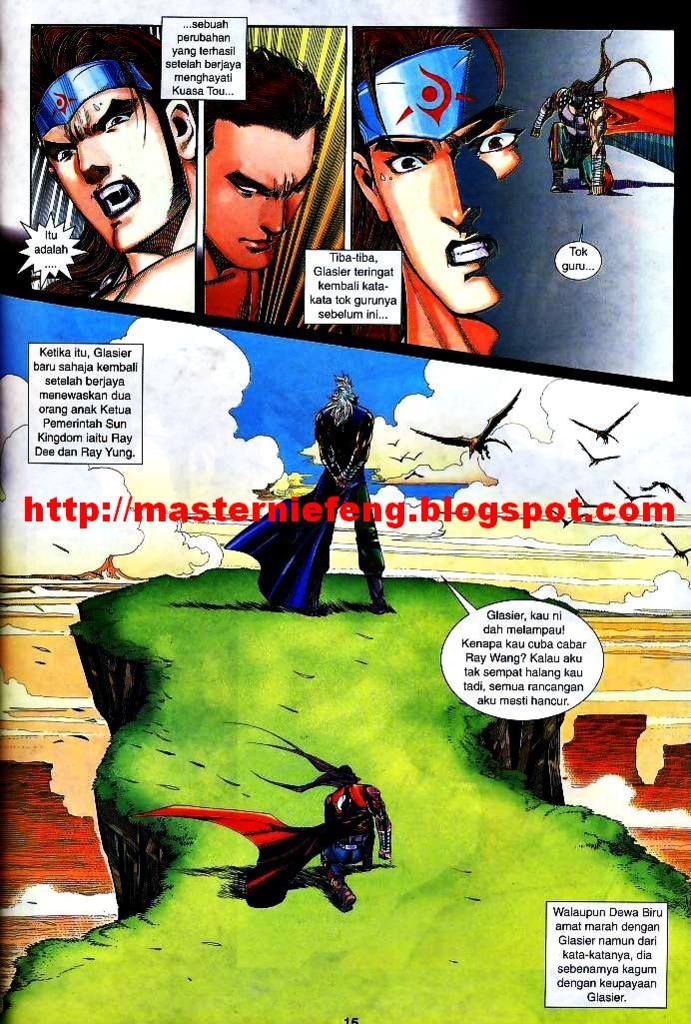 ...sebuah
perubahan
yang terhasil
setelah berjaya
menghayati
Kuasa Tou...
Itu
adalah
....
Tiba-tiba,
Glasier teringat
kembali kata-
kata tok gurunya
sebelum ini...
Tok
guru...
Ketika itu, Glasier
baru sahaja kembali
setelah berjaya
menewaskan dua
orang anak Ketua
Pemerintah Sun
Kingdom iaitu Ray
Dee dan Ray Yung.
http://masterniefeng.blogspot.com
Glasier, kau ni
dah melampau!
Kenapa kau cuba cabar
Ray Wang? Kalau aku
tak sempat halang kau
tadi, semua rancangan
aku mesti hancur.
Walaupun Dewa Biru
amat marah dengan
Glasier namun dari
kata-katanya, dia
sebenarnya kagum
dengan keupayaan
Glasier.
15